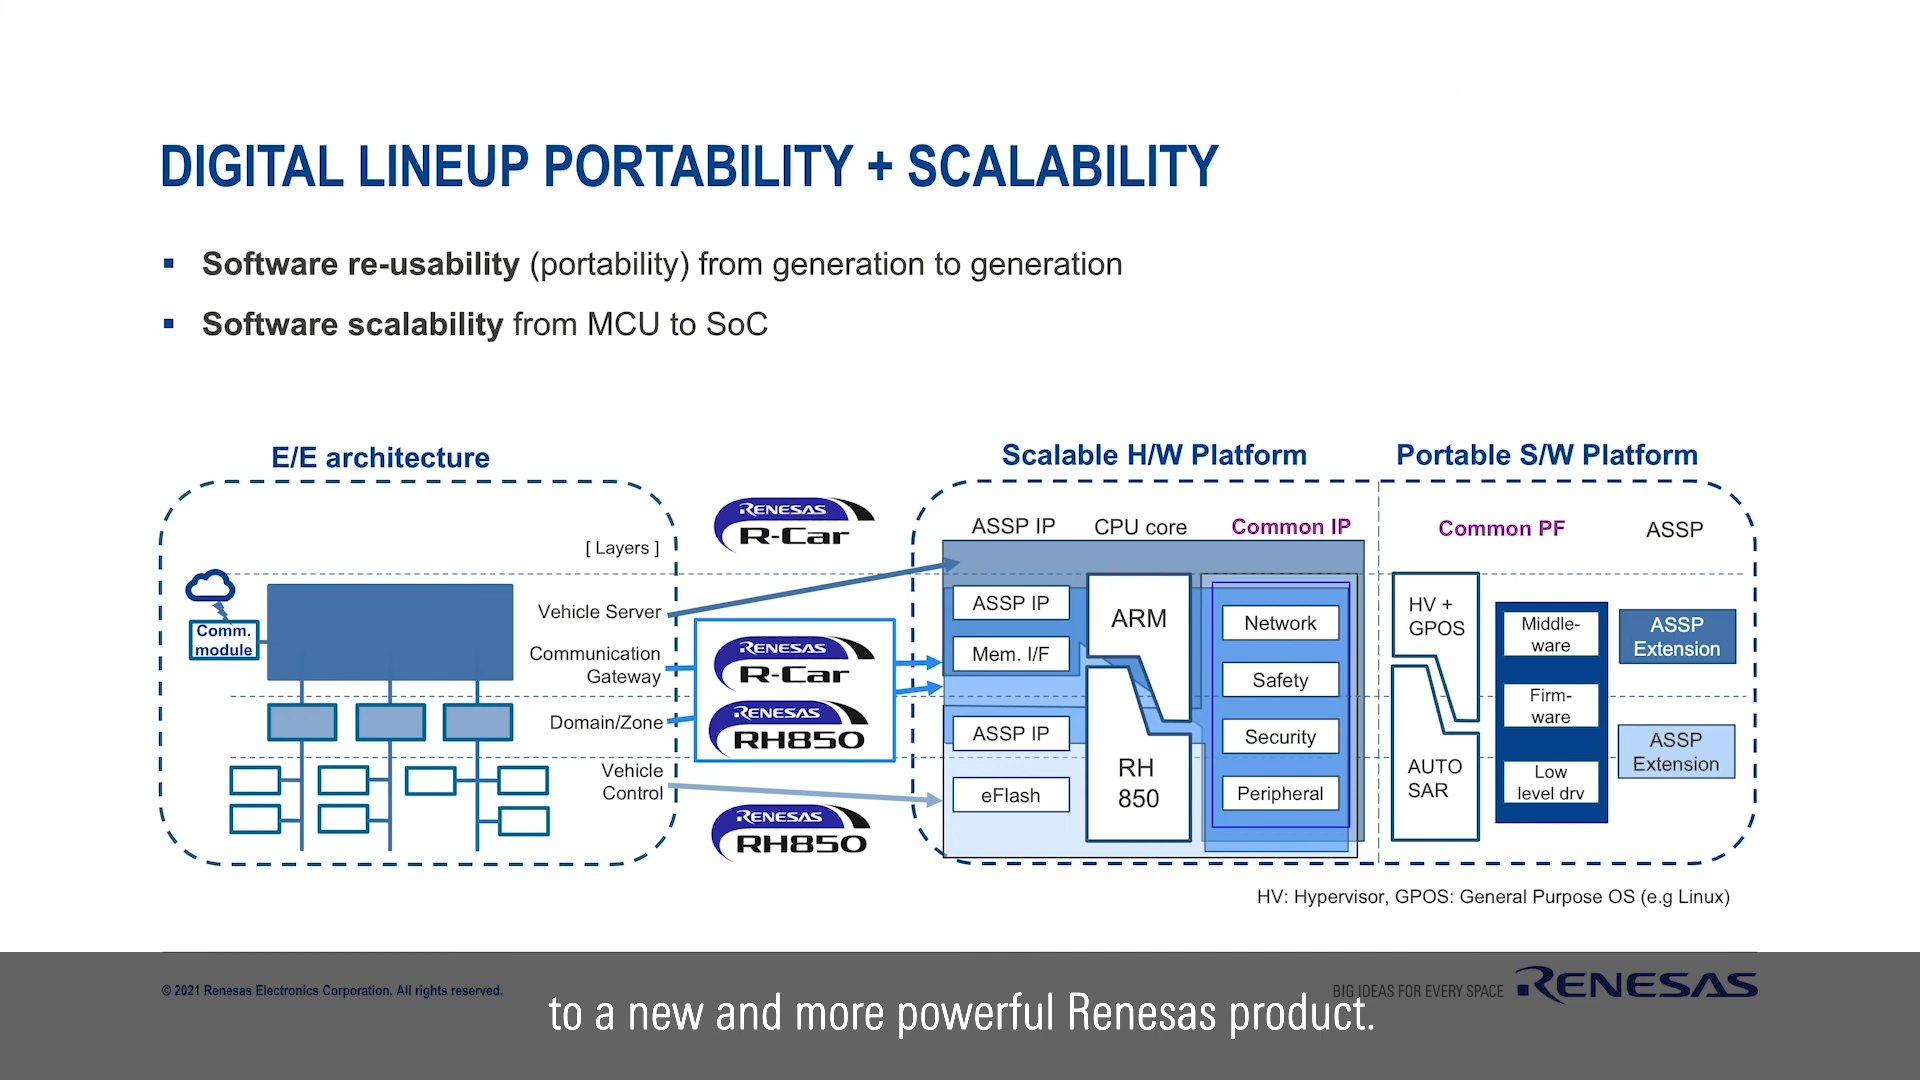 DIGITAL LINEUP PORTABILITY + SCALABILITY
▪ Software re-usability (portability) from generation to generation
▪ Software scalability from MCU to SoC
E/E architecture
[ Layers ]
Comm.
module
Vehicle Server
Communication
Gateway
Domain/Zone
Vehicle
Control
RENESAS
R-Car
RENESAS
R-Car
RENESAS
RH850
RENESAS
RH850
Scalable H/W Platform
ASSP IP
CPU core
Common IP
ASSP IP
Mem. I/F
ASSP IP
eFlash
ARM
RH
850
Network
Safety
Security
Peripheral
Portable S/W Platform
Common PF
ASSP
HV +
GPOS
AUTO
SAR
Middle-
ware
Firm-
ware
Low
level drv
ASSP
Extension
ASSP
Extension
HV: Hypervisor, GPOS: General Purpose OS (e.g Linux)
© 2021 Renesas Electronics Corporation. All rights reserved.
BIG IDEAS FOR EVERY SPACE RENESAS
to a new and more powerful Renesas product.